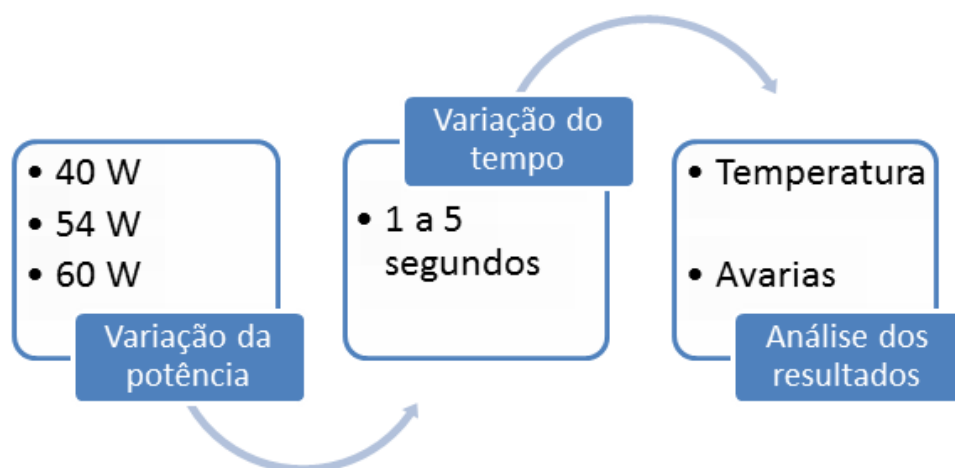 • 40 W
• 54 W
• 60 W
Variação da
potência
Variação do
tempo
• 1 a 5
segundos
• Temperatura
• Avarias
Análise dos
resultados